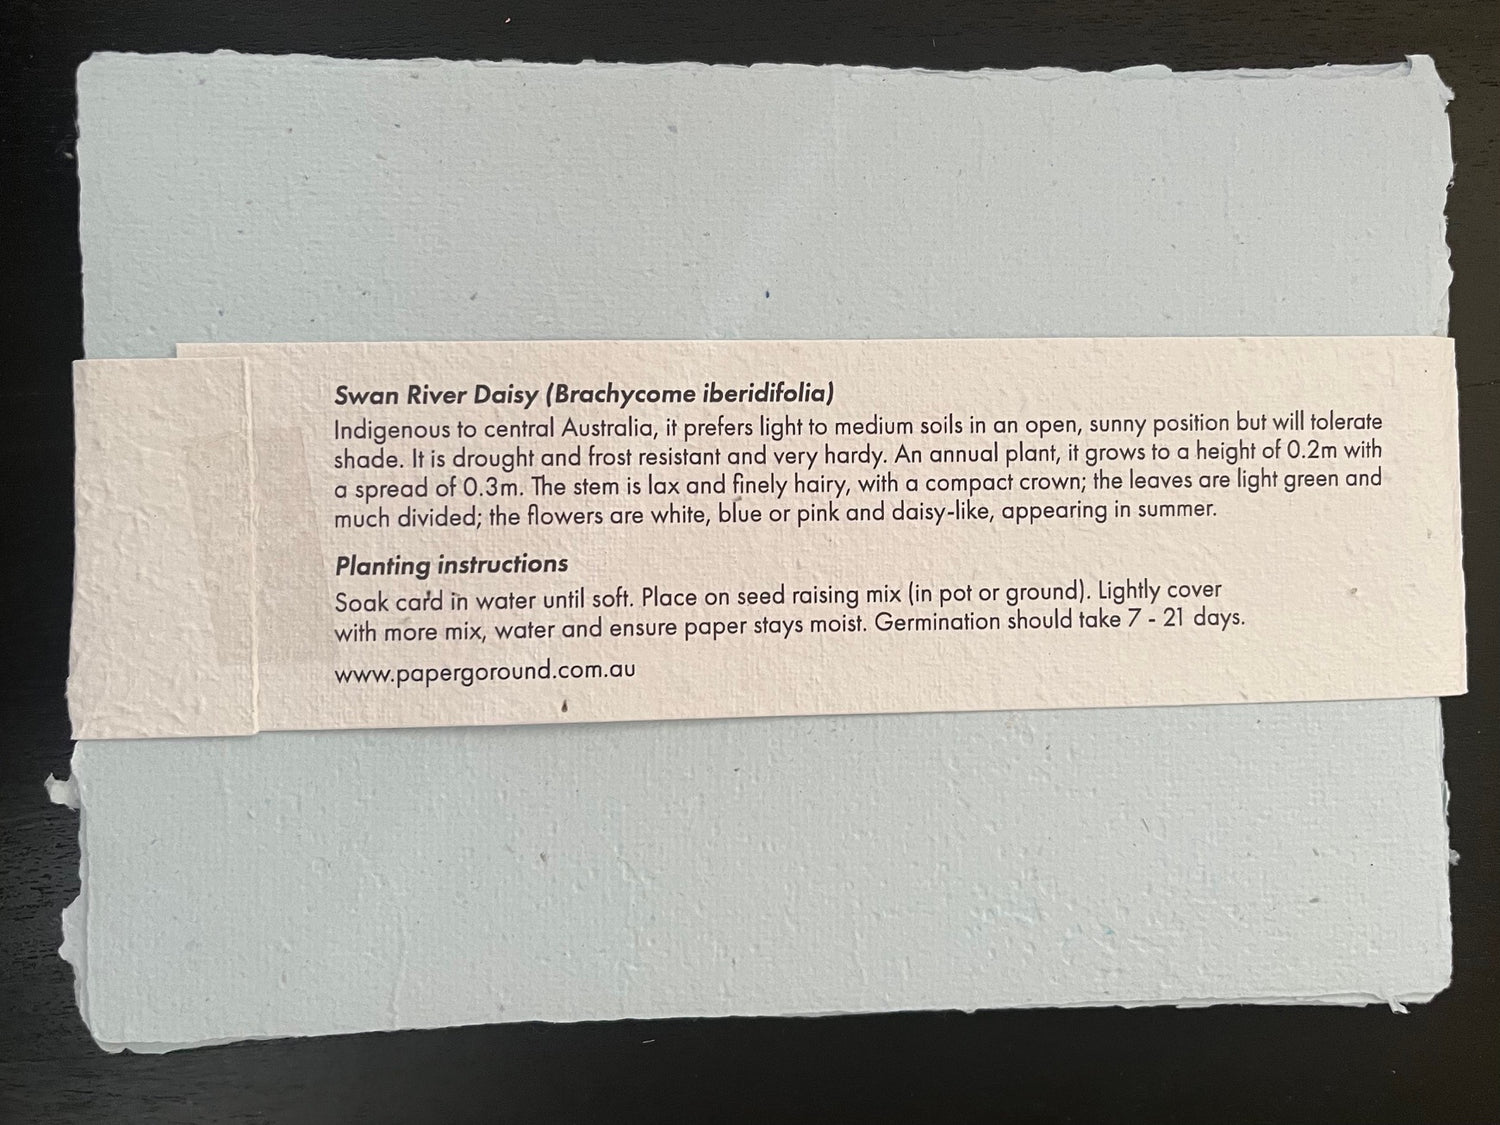 Swan River Daisy (Brachycome iberidifolia)
Indigenous to central Australia, it prefers light to medium soils in an open, sunny position but will tolerate
shade. It is drought and frost resistant and very hardy. An annual plant, it grows to a height of 0.2m with
a spread of 0.3m. The stem is lax and finely hairy, with a compact crown; the leaves are light green and
much divided; the flowers are white, blue or pink and daisy-like, appearing in summer.
Planting instructions
Soak card in water until soft. Place on seed raising mix (in pot or ground). Lightly cover
with more mix, water and ensure paper stays moist. Germination should take 7 - 21 days.
www.papergoround.com.au